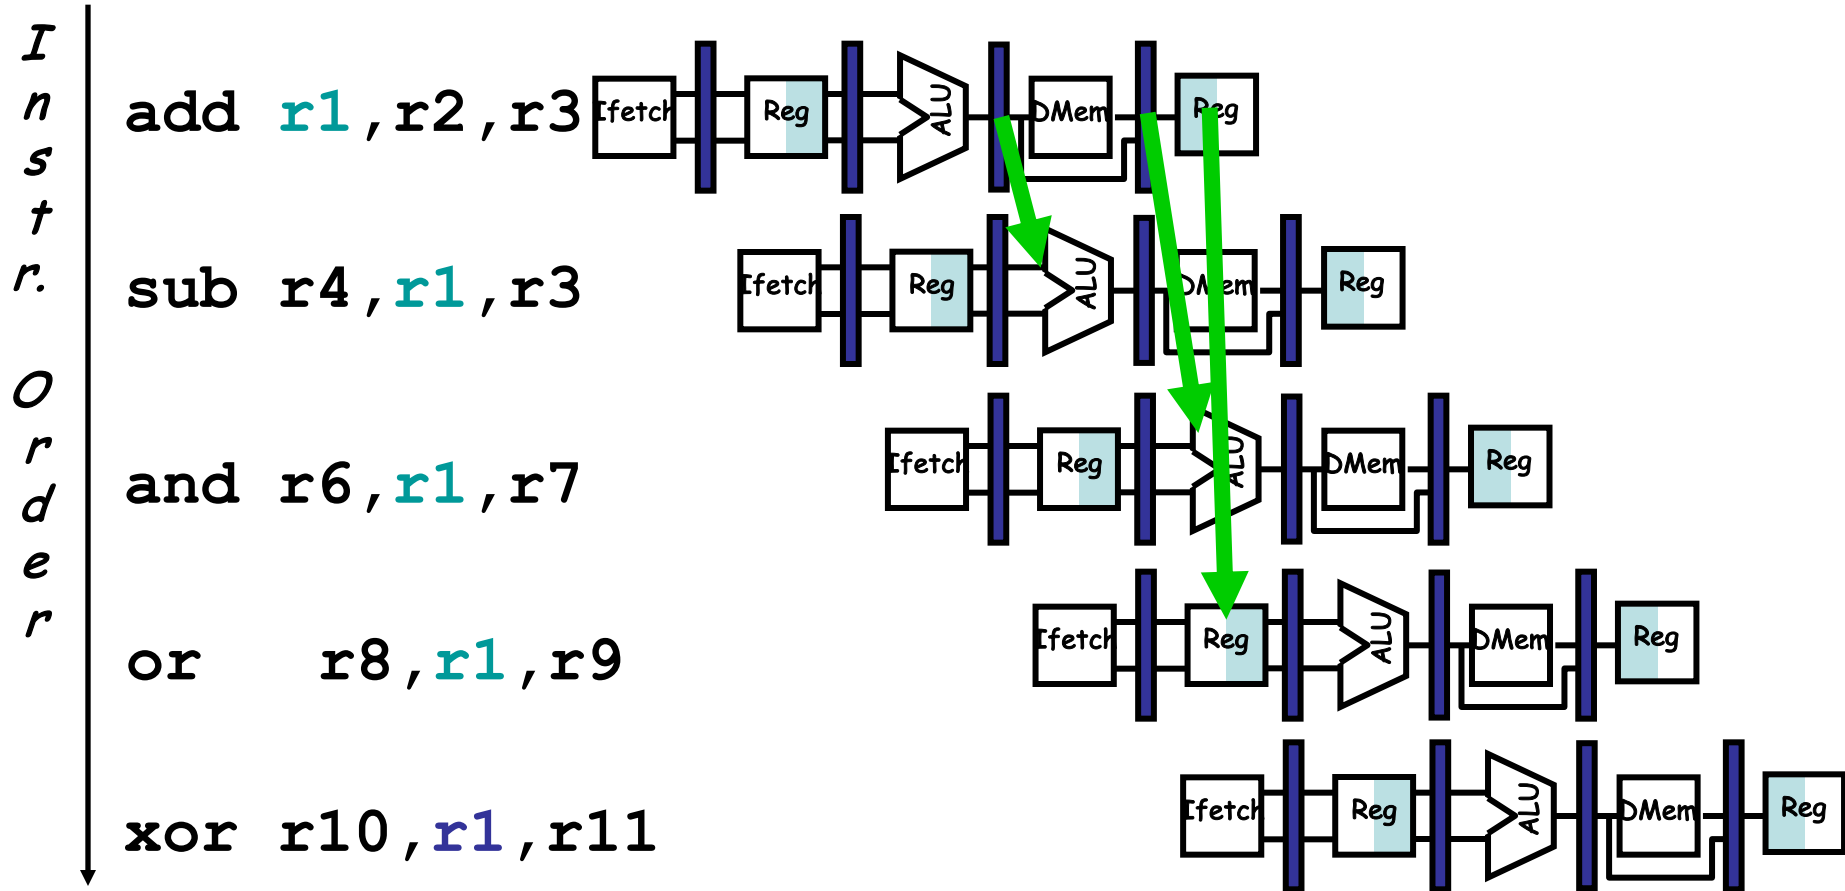 Instr. Order
add r1,r2,r3
Ifetch Reg ALU DMem Reg
sub r4,r1,r3
Ifetch Reg ALU DMem Reg
and r6,r1,r7
Ifetch Reg ALU DMem Reg
or r8,r1,r9
Ifetch Reg ALU DMem Reg
xor r10,r1,r11
Ifetch Reg ALU DMem Reg